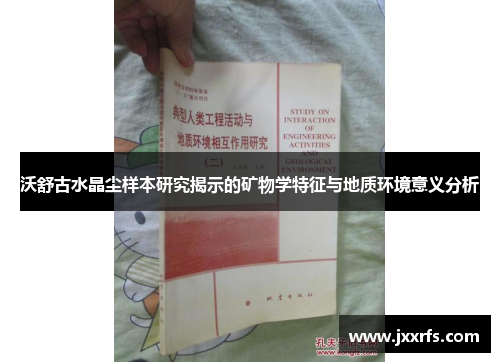 典型人类工程活动与
地质环境相互作用研究
(二)
STUDY ON
INTERACTION OF
ENGINEERING
ACTIVITIES
AND
GEOLOGICAL
ENVIRONMENT
沃舒古水晶尘样本研究揭示的矿物学特征与地质环境意义分析
地震出版社
www.jxxrfs.com